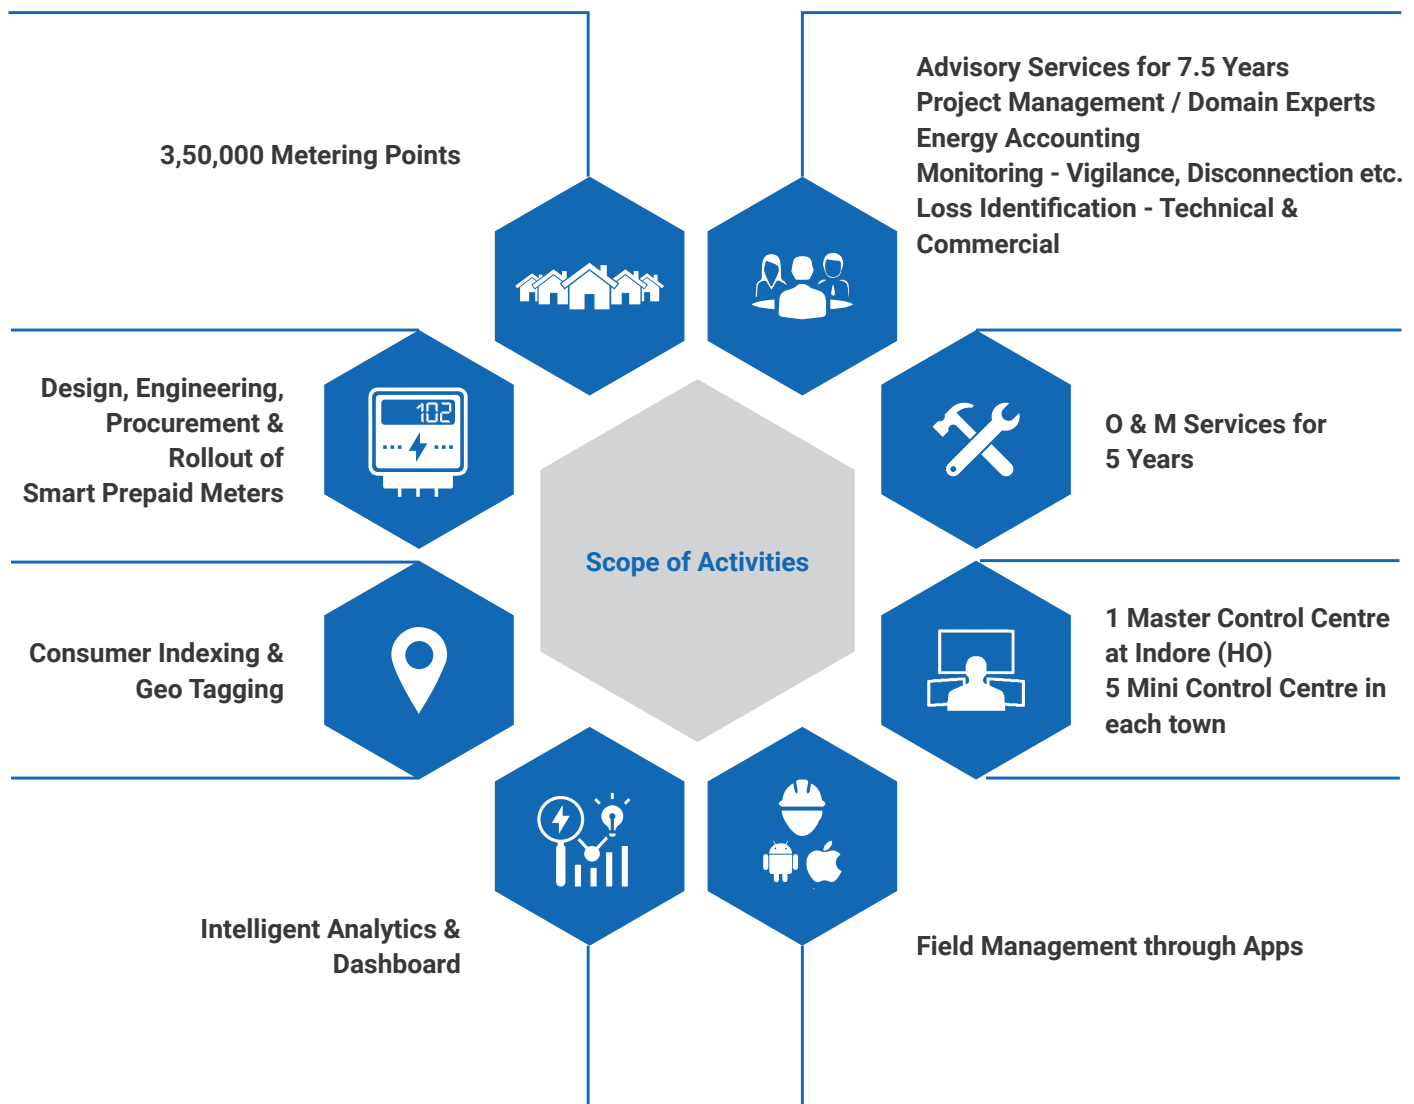 3,50,000 Metering Points
Advisory Services for 7.5 Years
Project Management / Domain Experts
Energy Accounting
Monitoring - Vigilance, Disconnection etc.
Loss Identification - Technical &
Commercial
Design, Engineering,
Procurement &
Rollout of
Smart Prepaid Meters
102
O & M Services for
5 Years
Scope of Activities
Consumer Indexing &
Geo Tagging
1 Master Control Centre
at Indore (HO)
5 Mini Control Centre in
each town
Intelligent Analytics &
Dashboard
Field Management through Apps